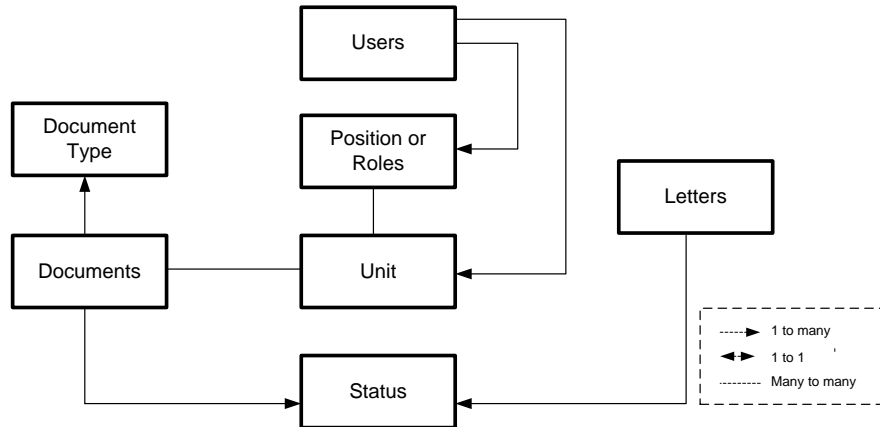 Users
Document
Type
Position or
Roles
Letters
Documents
Unit
Status
1 to many
1 to 1 '
Many to many